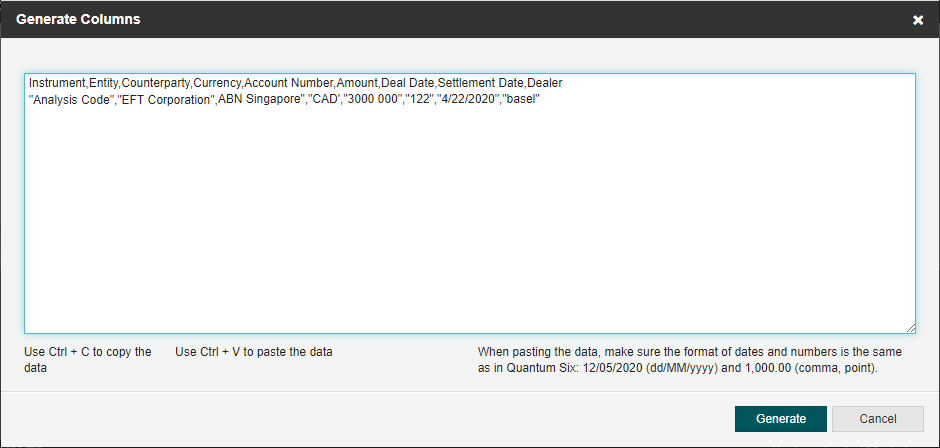 Generate Columns
Instrument,Entity,Counterparty,Currency,Account Number,Amount,Deal Date,Settlement Date,Dealer
"Analysis Code","EFT Corporation",ABN Singapore","CAD',"3000 000","122","4/22/2020","basel"
Use Ctrl + C to copy the
data
Use Ctrl + V to paste the data
When pasting the data, make sure the format of dates and numbers is the same
as in Quantum Six: 12/05/2020 (dd/MM/yyyy) and 1,000.00 (comma, point).
Generate
Cancel